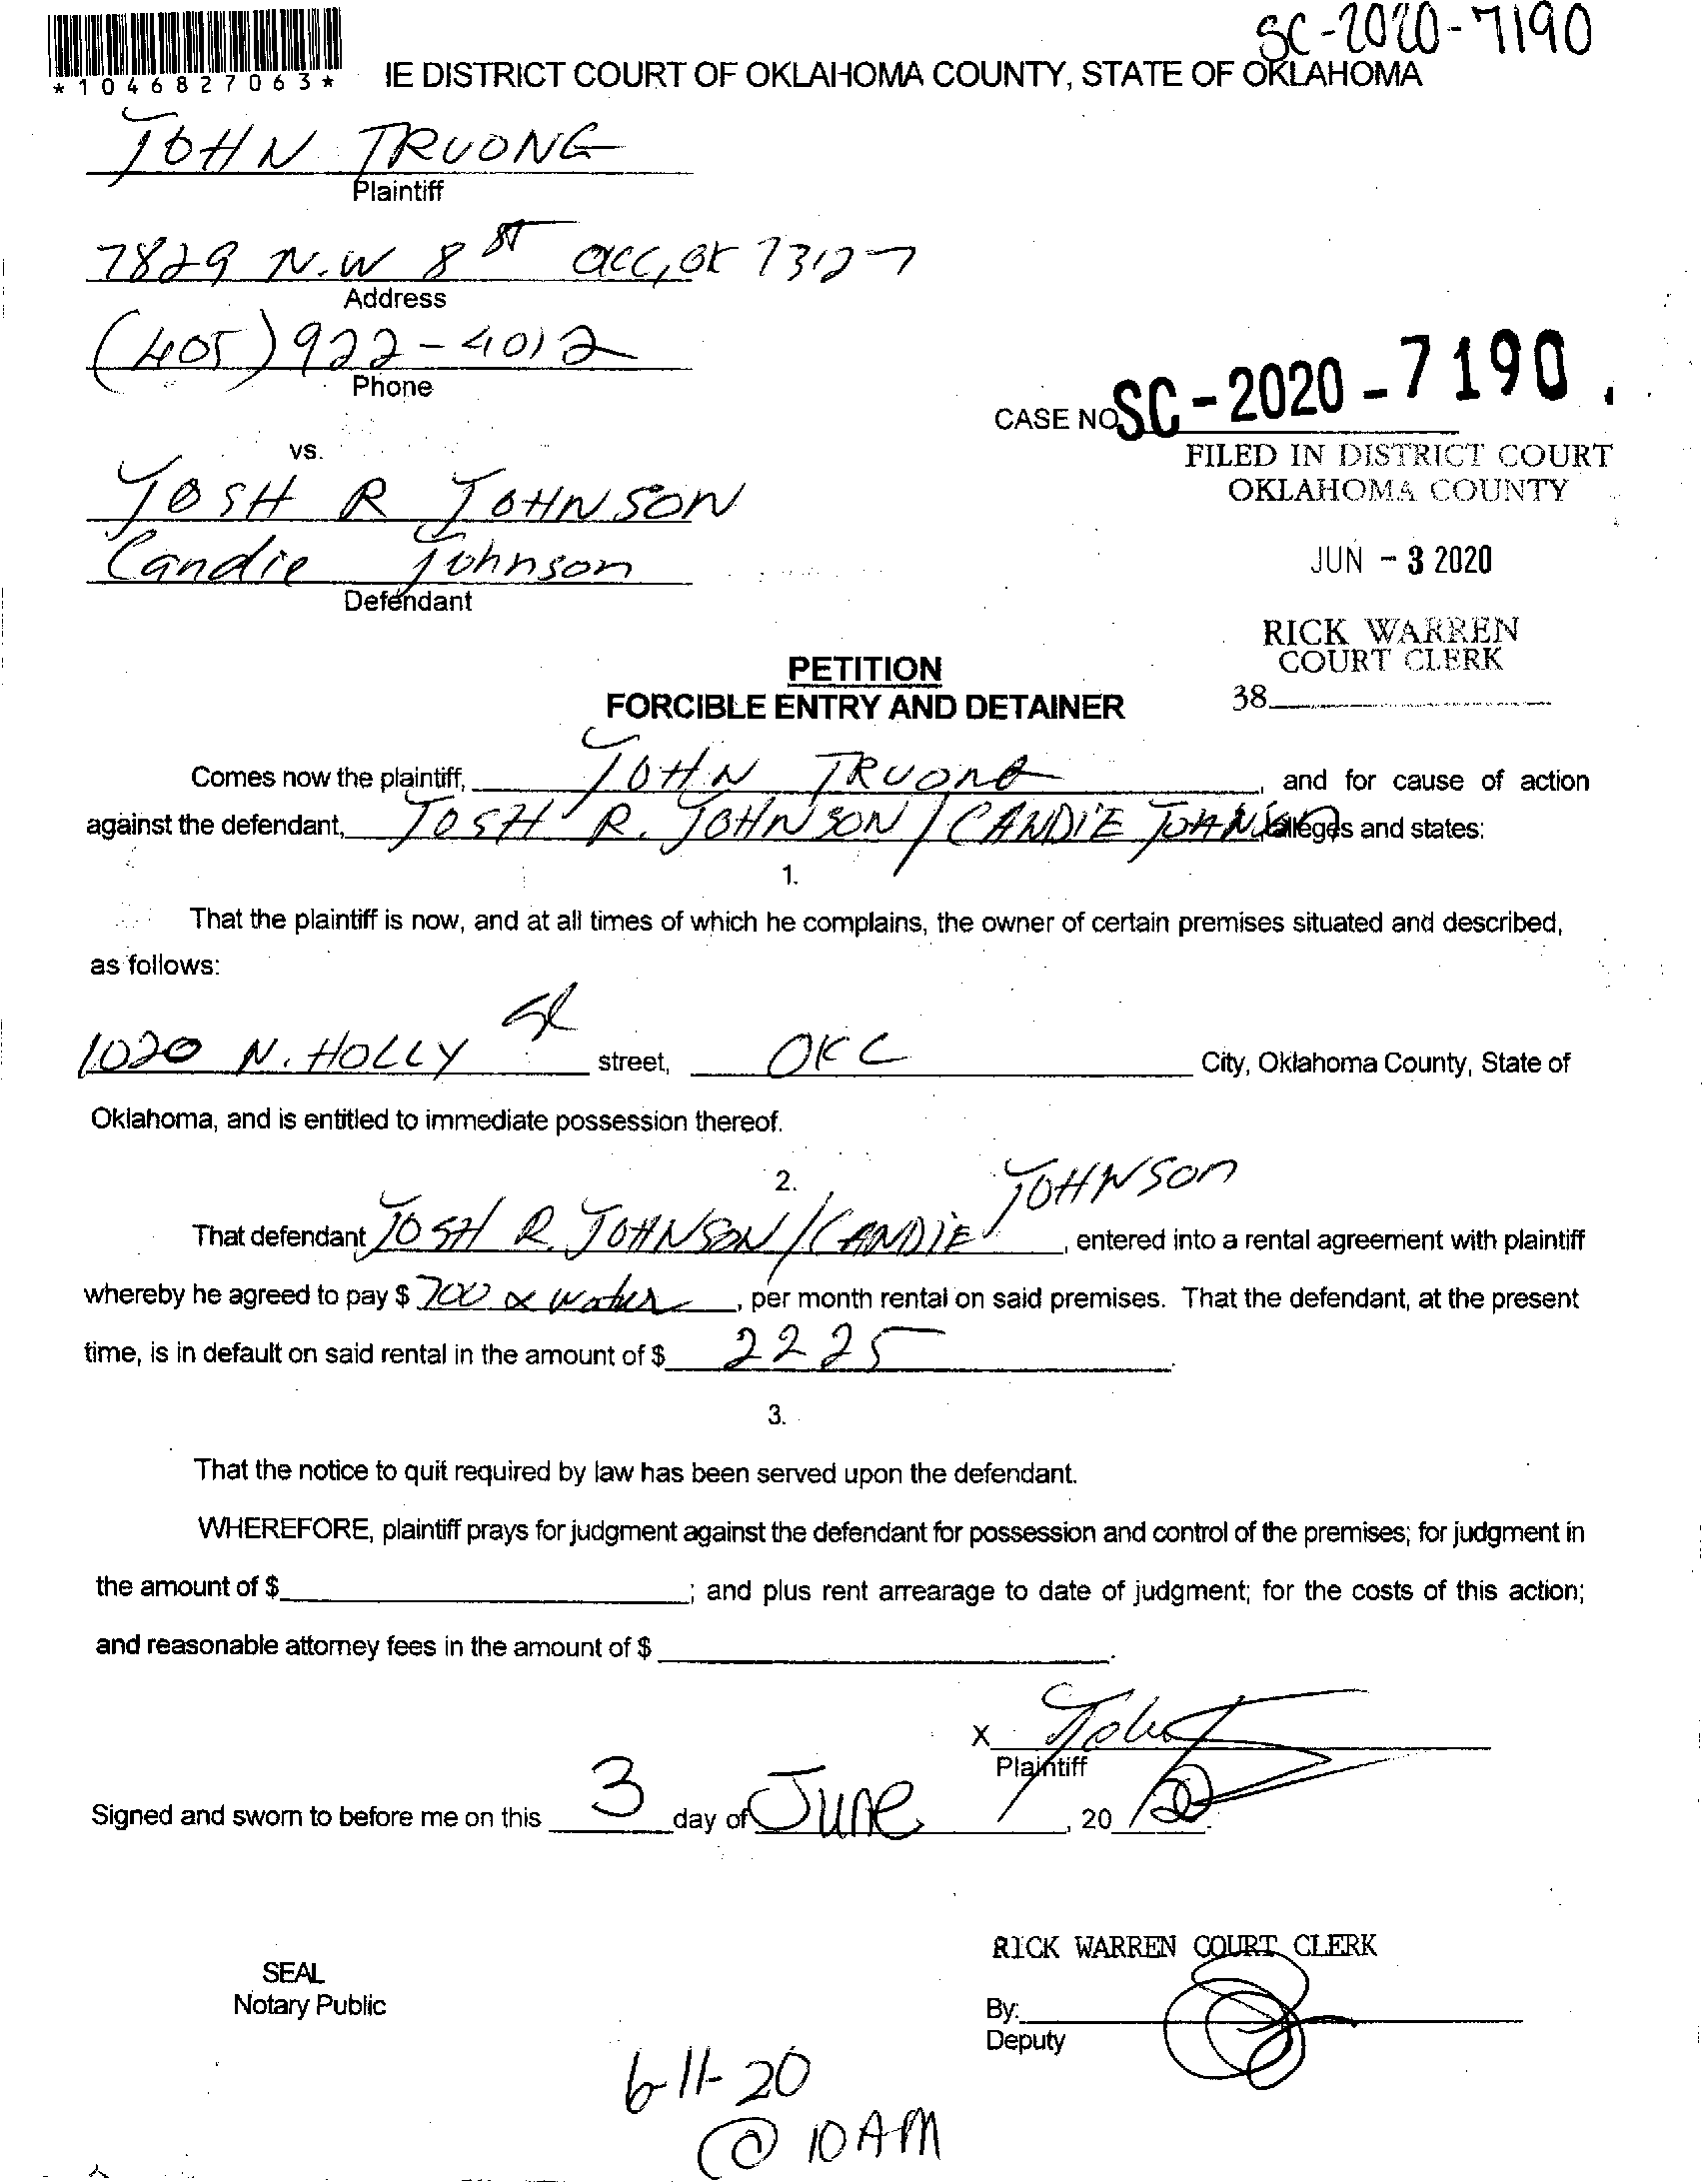 SC-2020-7190
*1046827063*
IE DISTRICT COURT OF OKLAHOMA COUNTY, STATE OF OKLAHOMA
JOHN TRUONG
Plaintiff
7829 N.W 8 ST OCC, OK 73127
Address
(405) 922-4012
Phone
CASE NO. SC-2020-7190
vs.
FILED IN DISTRICT COURT
OKLAHOMA COUNTY
JOSH R JOHNSON
Candie Johnson
Defendant
JUN - 3 2020
RICK WARREN
COURT CLERK
38
PETITION
FORCIBLE ENTRY AND DETAINER
Comes now the plaintiff, JOHN TRUONG, and for cause of action
against the defendant, JOSH R. JOHNSON / CANDIE JOHNSON alleges and states:
1.
That the plaintiff is now, and at all times of which he complains, the owner of certain premises situated and described,
as follows:
1020 N. HOLLY St street, OKC City, Oklahoma County, State of
Oklahoma, and is entitled to immediate possession thereof.
2.
That defendant JOSH R. JOHNSON / CANDIE JOHNSON, entered into a rental agreement with plaintiff
whereby he agreed to pay $ 700 & water, per month rental on said premises. That the defendant, at the present
time, is in default on said rental in the amount of $ 2225.
3.
That the notice to quit required by law has been served upon the defendant.
WHEREFORE, plaintiff prays for judgment against the defendant for possession and control of the premises; for judgment in
the amount of $ ; and plus rent arrearage to date of judgment; for the costs of this action;
and reasonable attorney fees in the amount of $ .
X
Plaintiff
Signed and sworn to before me on this 3 day of June, 20 20.
RICK WARREN COURT CLERK
SEAL
Notary Public
By:
Deputy
6-11-20
@ 10 AM